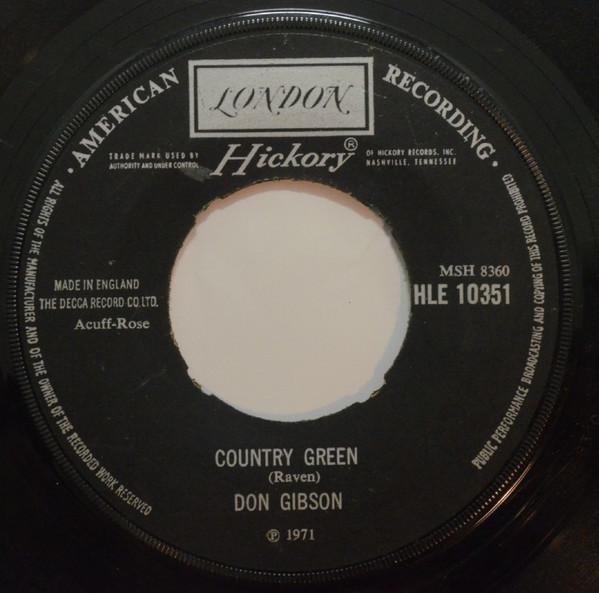 · AMERICAN RECORDING ·
LONDON
TRADE MARK USED BY
AUTHORITY AND UNDER CONTROL
Hickory®
OF HICKORY RECORDS, INC.
NASHVILLE, TENNESSEE
MADE IN ENGLAND
THE DECCA RECORD CO. LTD.
Acuff-Rose
MSH 8360
HLE 10351
COUNTRY GREEN
(Raven)
DON GIBSON
℗ 1971
ALL RIGHTS OF THE MANUFACTURER AND OF THE OWNER OF THE RECORDED WORK RESERVED
PUBLIC PERFORMANCE BROADCASTING AND COPYING OF THIS RECORD PROHIBITED